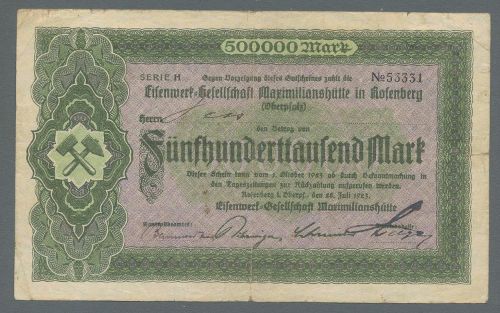 500000 Mark
SERIE H Gegen Vorzeigung dieses Gutscheines zahlt die No 53331
Eisenwerk-Gesellschaft Maximilianshütte in Rosenberg
(Oberpfalz)
Herrn
den Betrag von
Fünfhunderttausend Mark
Dieser Schein kann vom 1. Oktober 1923 ab durch Bekanntmachung in
den Tageszeitungen zur Rückzahlung aufgerufen werden.
Rosenberg i. Oberpf. den 28. Juli 1923.
Eisenwerk-Gesellschaft Maximilianshütte